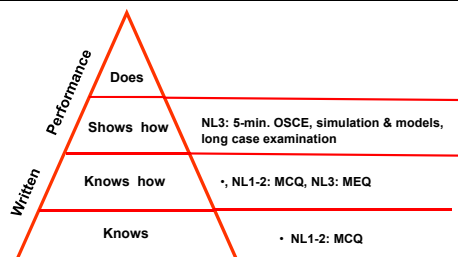 Performance
Written
Does
Shows how
NL3: 5-min. OSCE, simulation & models,
long case examination
Knows how
•, NL1-2: MCQ, NL3: MEQ
Knows
• NL1-2: MCQ